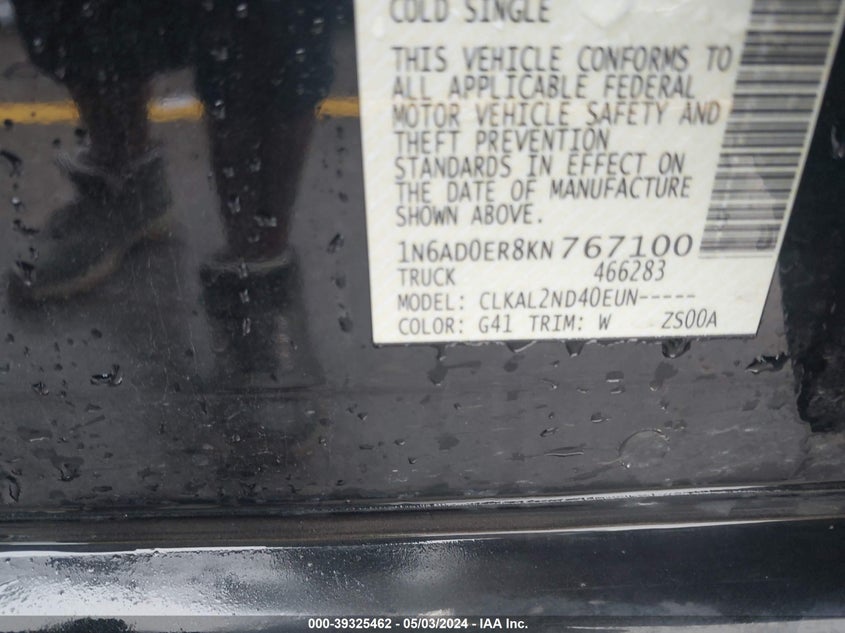 COLD SINGLE
THIS VEHICLE CONFORMS TO
ALL APPLICABLE FEDERAL
MOTOR VEHICLE SAFETY AND
THEFT PREVENTION
STANDARDS IN EFFECT ON
THE DATE OF MANUFACTURE
SHOWN ABOVE.
1N6AD0ER8KN767100
TRUCK 466283
MODEL: CLKAL2ND40EUN-----
COLOR: G41 TRIM: W ZS00A
000-39325462 - 05/03/2024 - IAA Inc.